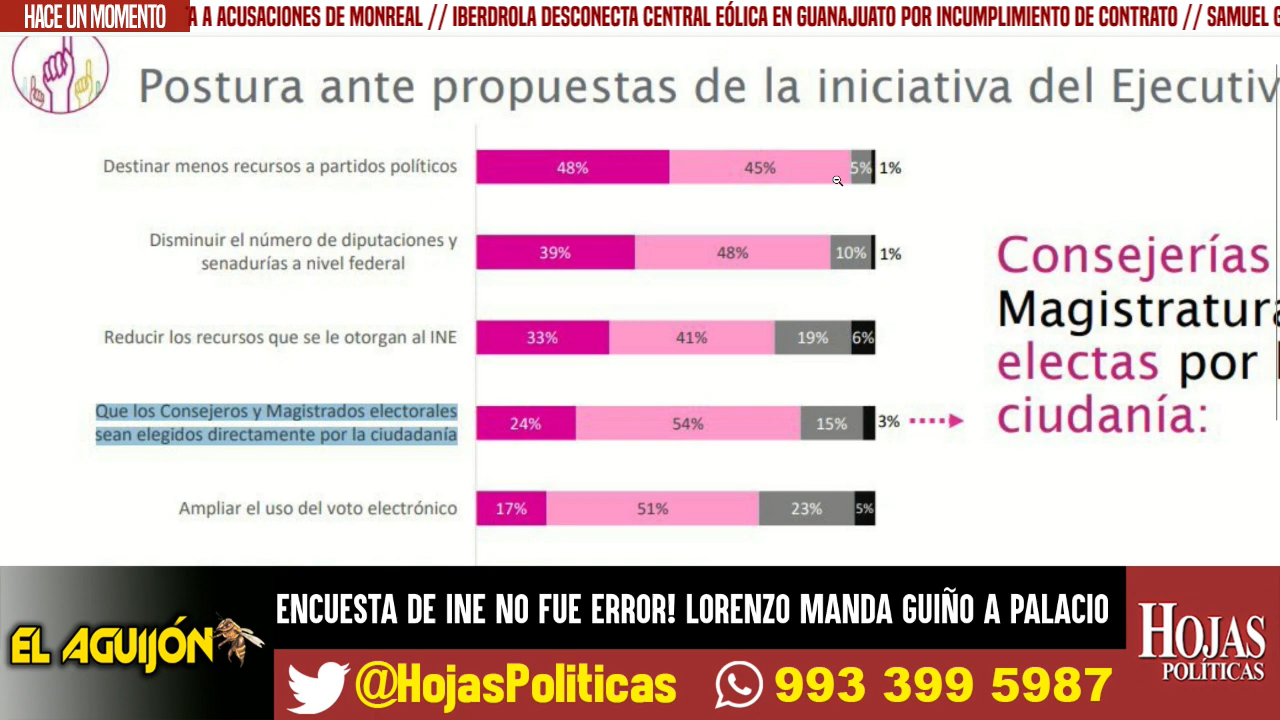 HACE UN MOMENTO
A ACUSACIONES DE MONREAL // IBERDROLA DESCONECTA CENTRAL EÓLICA EN GUANAJUATO POR INCUMPLIMIENTO DE CONTRATO // SAMUEL
Postura ante propuestas de la iniciativa del Ejecutiv
Destinar menos recursos a partidos políticos
48% 45% 5% 1%
Disminuir el número de diputaciones y
senadurías a nivel federal
39% 48% 10% 1%
Reducir los recursos que se le otorgan al INE
33% 41% 19% 6%
Que los Consejeros y Magistrados electorales
sean elegidos directamente por la ciudadanía
24% 54% 15% 3%
Ampliar el uso del voto electrónico
17% 51% 23% 5%
Consejerías
Magistratura
electas por
ciudanía:
EL AGUIJÓN
ENCUESTA DE INE NO FUE ERROR! LORENZO MANDA GUIÑO A PALACIO
@HojasPoliticas 993 399 5987
HOJAS
POLÍTICAS